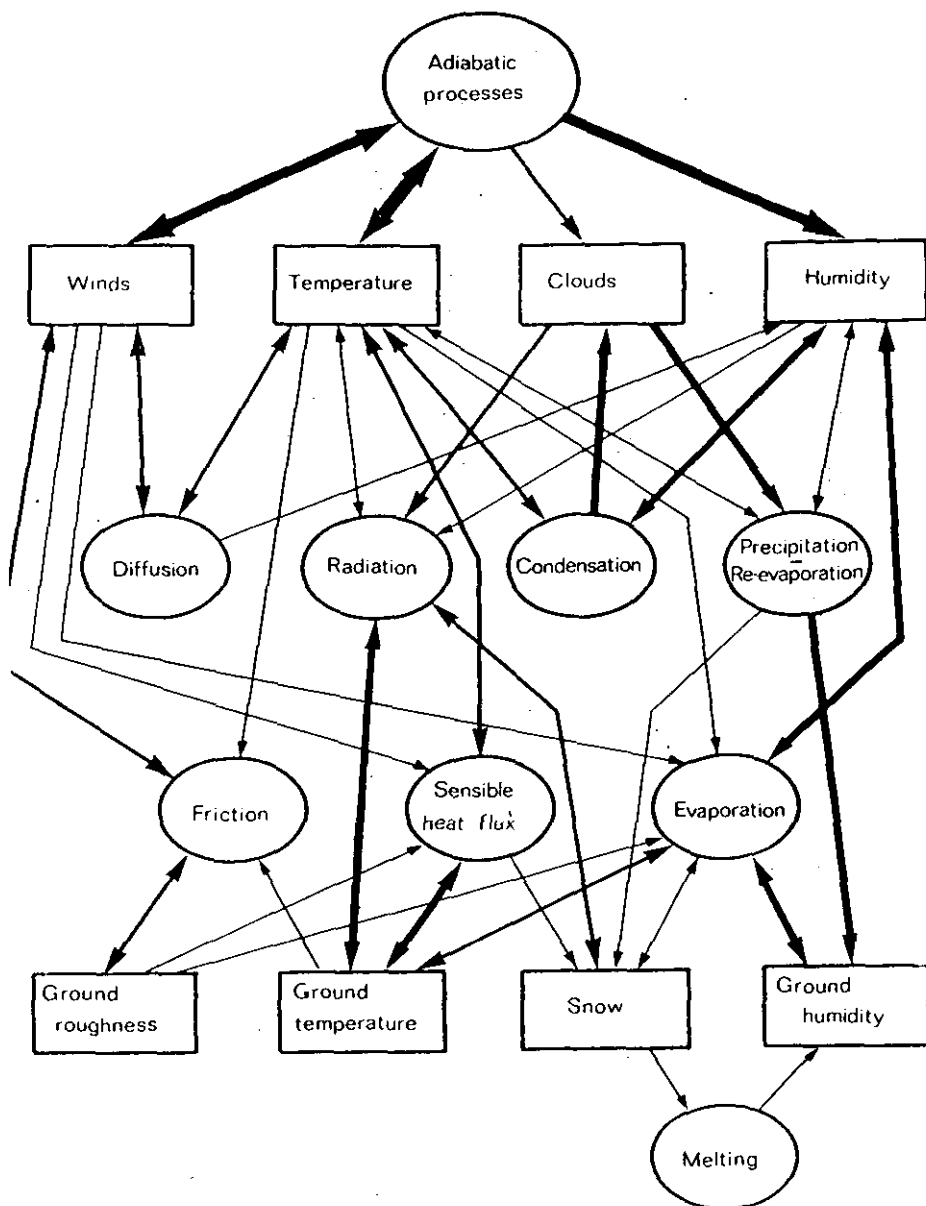 Adiabatic
processes
Winds
Temperature
Clouds
Humidity
Diffusion
Radiation
Condensation
Precipitation
Re-evaporation
Friction
Sensible
heat flux
Evaporation
Ground
roughness
Ground
temperature
Snow
Ground
humidity
Melting